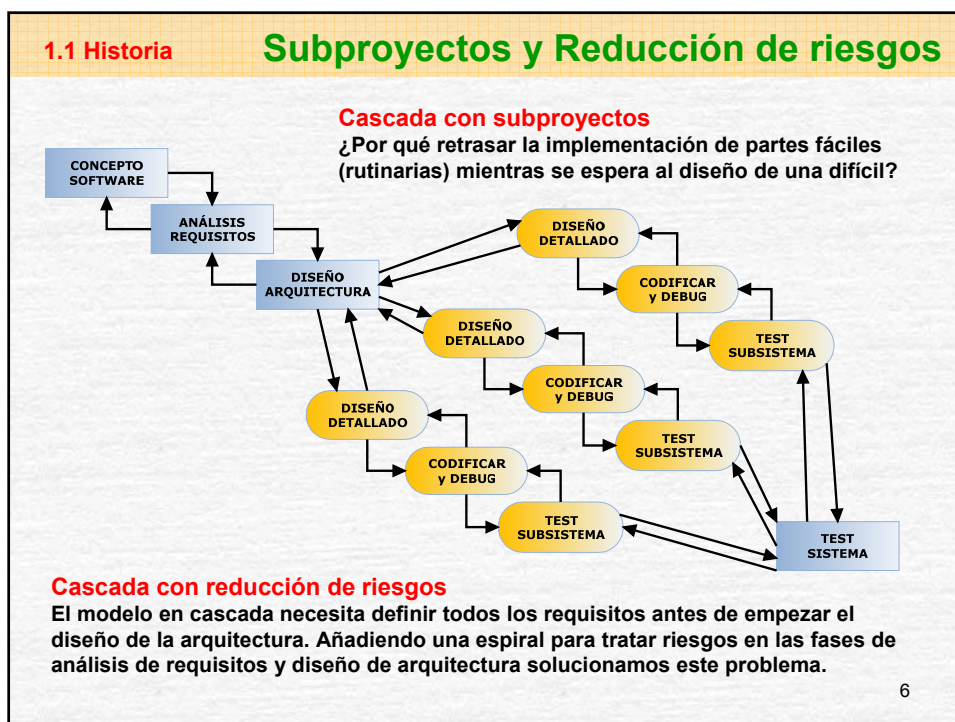 1.1 Historia
Subproyectos y Reducción de riesgos
Cascada con subproyectos
¿Por qué retrasar la implementación de partes fáciles
(rutinarias) mientras se espera al diseño de una difícil?
CONCEPTO
SOFTWARE
ANÁLISIS
REQUISITOS
DISEÑO
ARQUITECTURA
DISEÑO
DETALLADO
CODIFICAR
y DEBUG
TEST
SUBSISTEMA
DISEÑO
DETALLADO
CODIFICAR
y DEBUG
TEST
SUBSISTEMA
DISEÑO
DETALLADO
CODIFICAR
y DEBUG
TEST
SUBSISTEMA
TEST
SISTEMA
Cascada con reducción de riesgos
El modelo en cascada necesita definir todos los requisitos antes de empezar el
diseño de la arquitectura. Añadiendo una espiral para tratar riesgos en las fases de
análisis de requisitos y diseño de arquitectura solucionamos este problema.
6